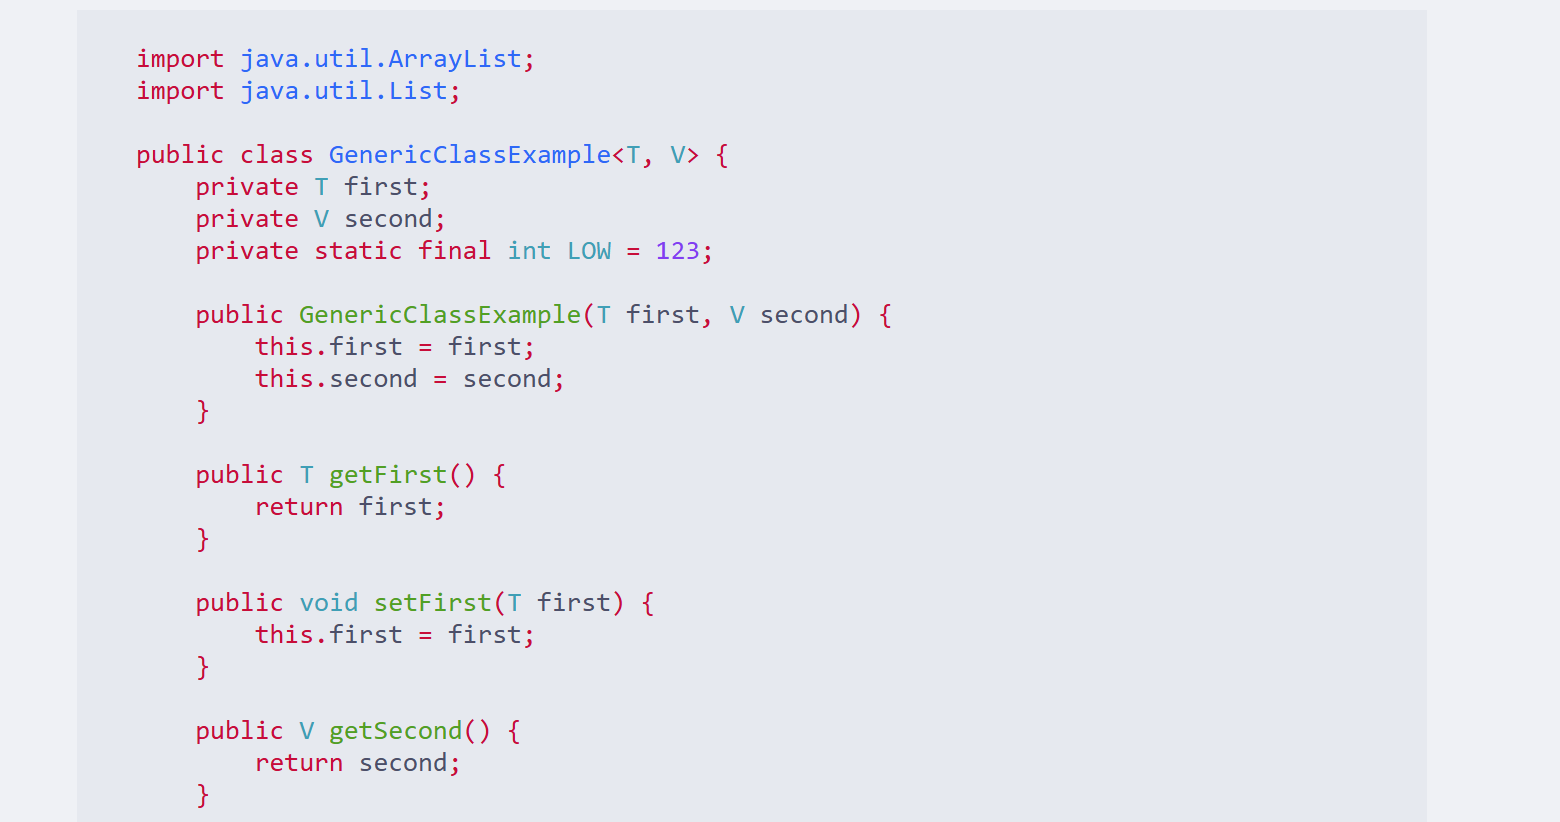 import java.util.ArrayList;
import java.util.List;

public class GenericClassExample<T, V> {
    private T first;
    private V second;
    private static final int LOW = 123;

    public GenericClassExample(T first, V second) {
        this.first = first;
        this.second = second;
    }

    public T getFirst() {
        return first;
    }

    public void setFirst(T first) {
        this.first = first;
    }

    public V getSecond() {
        return second;
    }